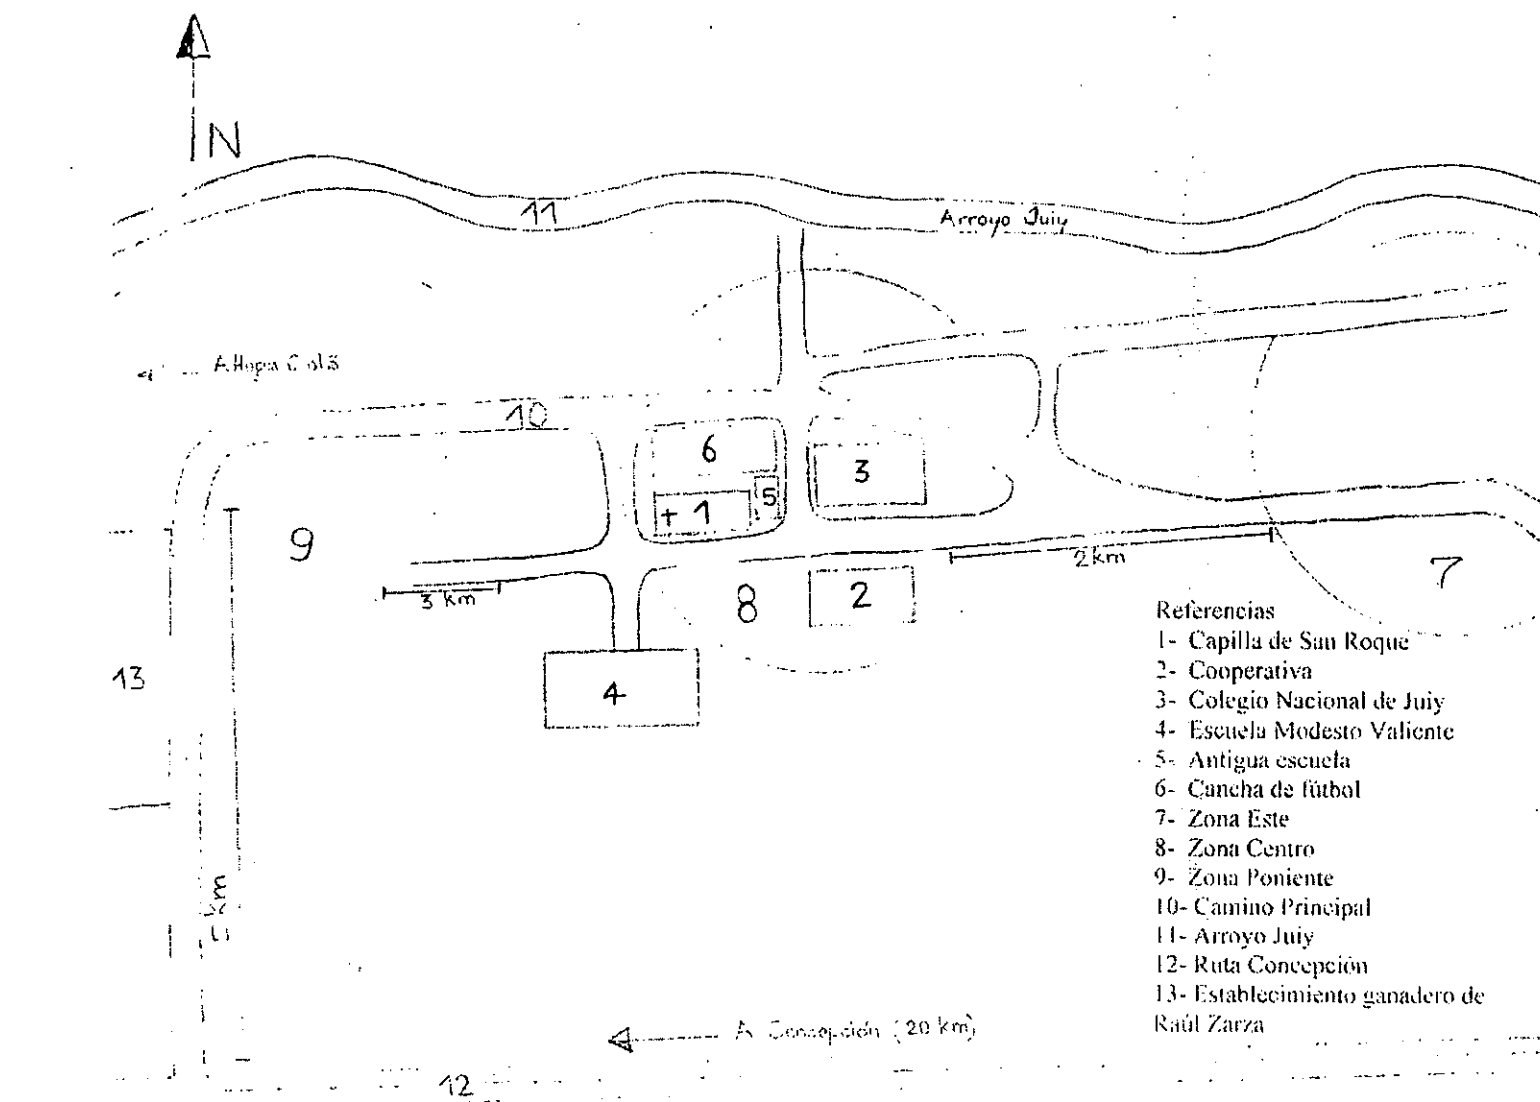 N
11
Arroyo Juiy
10
6
3
5
1
9
2 km
7
3 km
8
2
4
13
km
Referencias
1- Capilla de San Roque
2- Cooperativa
3- Colegio Nacional de Juiy
4- Escuela Modesto Valiente
5- Antigua escuela
6- Cancha de fútbol
7- Zona Este
8- Zona Centro
9- Zona Poniente
10- Camino Principal
11- Arroyo Juiy
12- Ruta Concepción
13- Establecimiento ganadero de
Raúl Zarza
A Concepción (20 km)
12